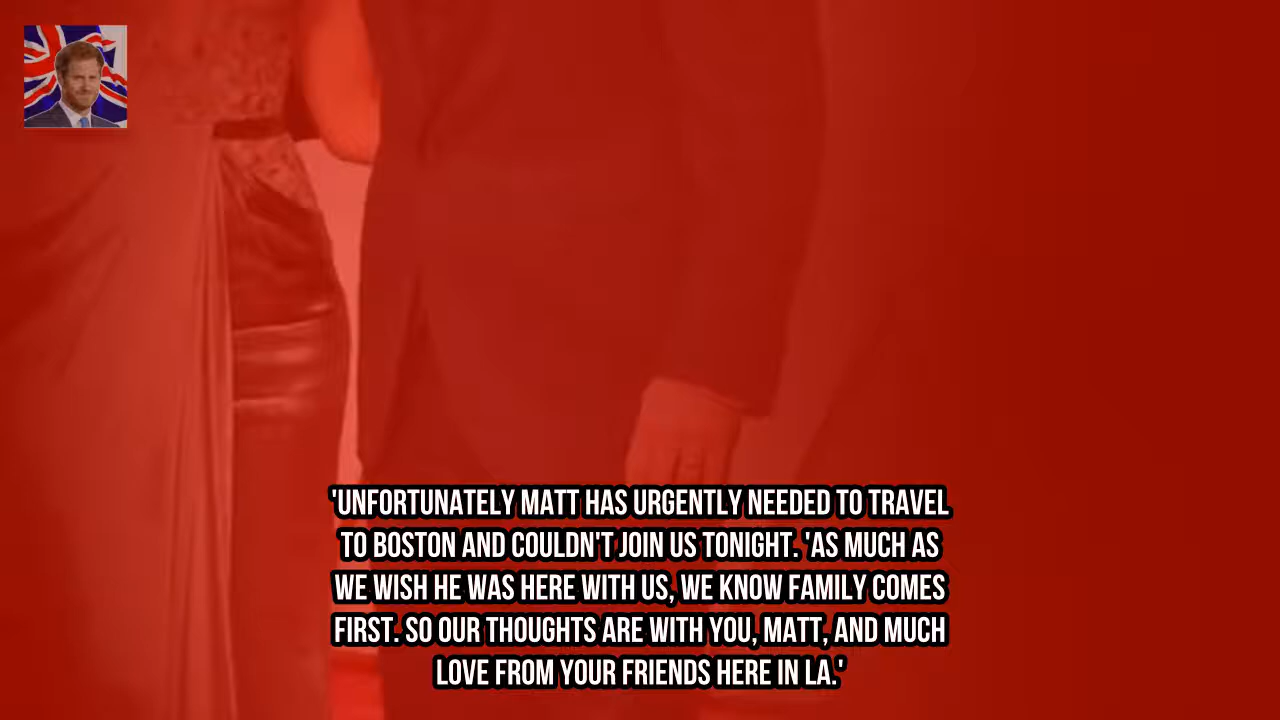 'UNFORTUNATELY MATT HAS URGENTLY NEEDED TO TRAVEL
TO BOSTON AND COULDN'T JOIN US TONIGHT. 'AS MUCH AS
WE WISH HE WAS HERE WITH US, WE KNOW FAMILY COMES
FIRST. SO OUR THOUGHTS ARE WITH YOU, MATT, AND MUCH
LOVE FROM YOUR FRIENDS HERE IN LA.'